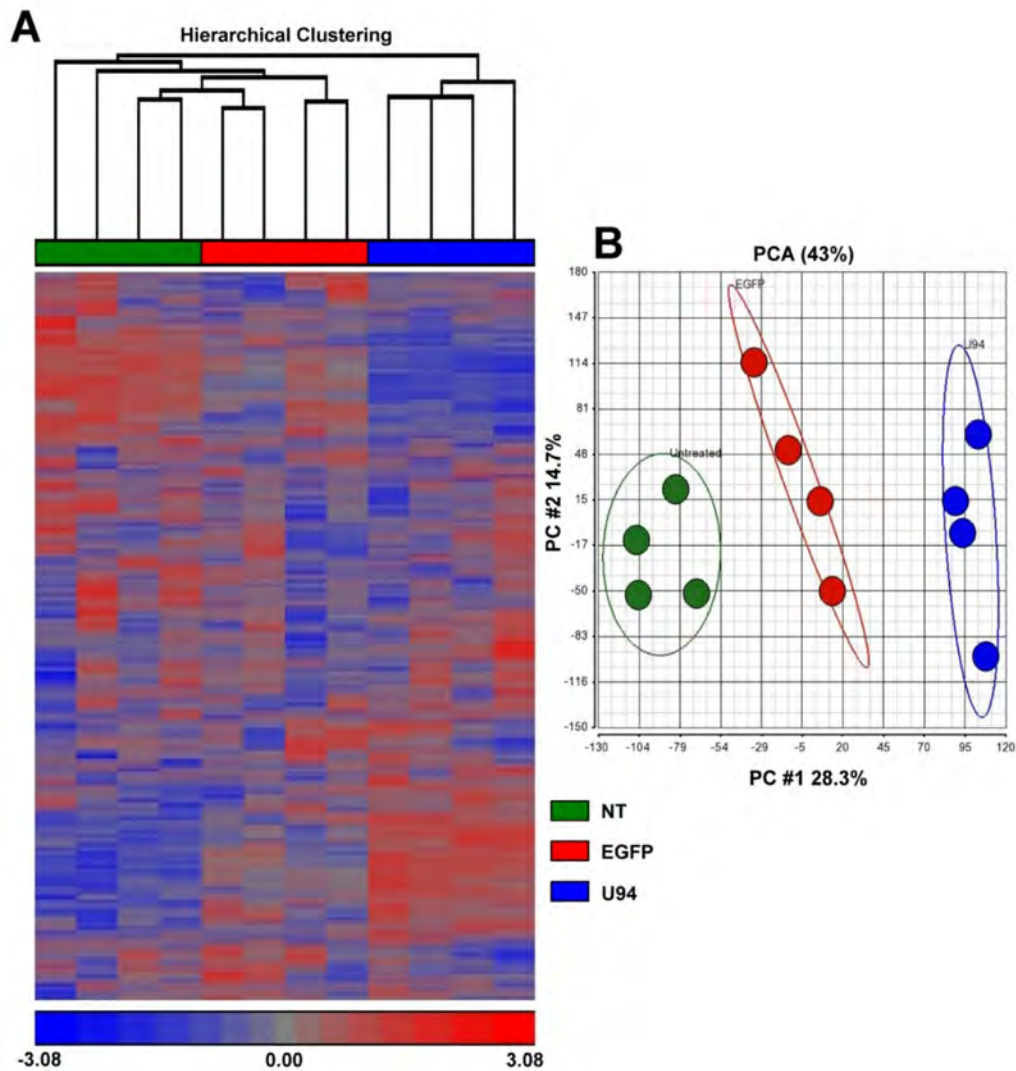 A
Hierarchical Clustering
-3.08 0.00 3.08
B
PCA (43%)
180
147
114
81
48
15
-17
-50
-83
-116
-150
PC #2 14.7%
EGFP
Untreated
J94
-130 -104 -79 -54 -29 -5 20 45 70 95 120
PC #1 28.3%
NT
EGFP
U94